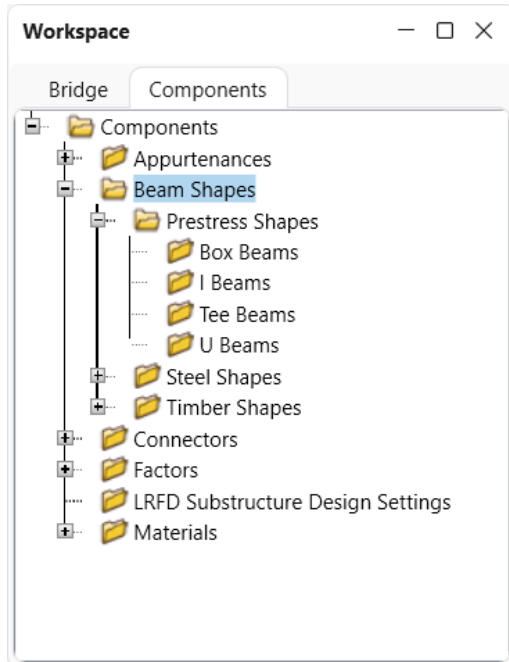 Workspace
Bridge Components
Components
Appurtenances
Beam Shapes
Prestress Shapes
Box Beams
I Beams
Tee Beams
U Beams
Steel Shapes
Timber Shapes
Connectors
Factors
LRFD Substructure Design Settings
Materials